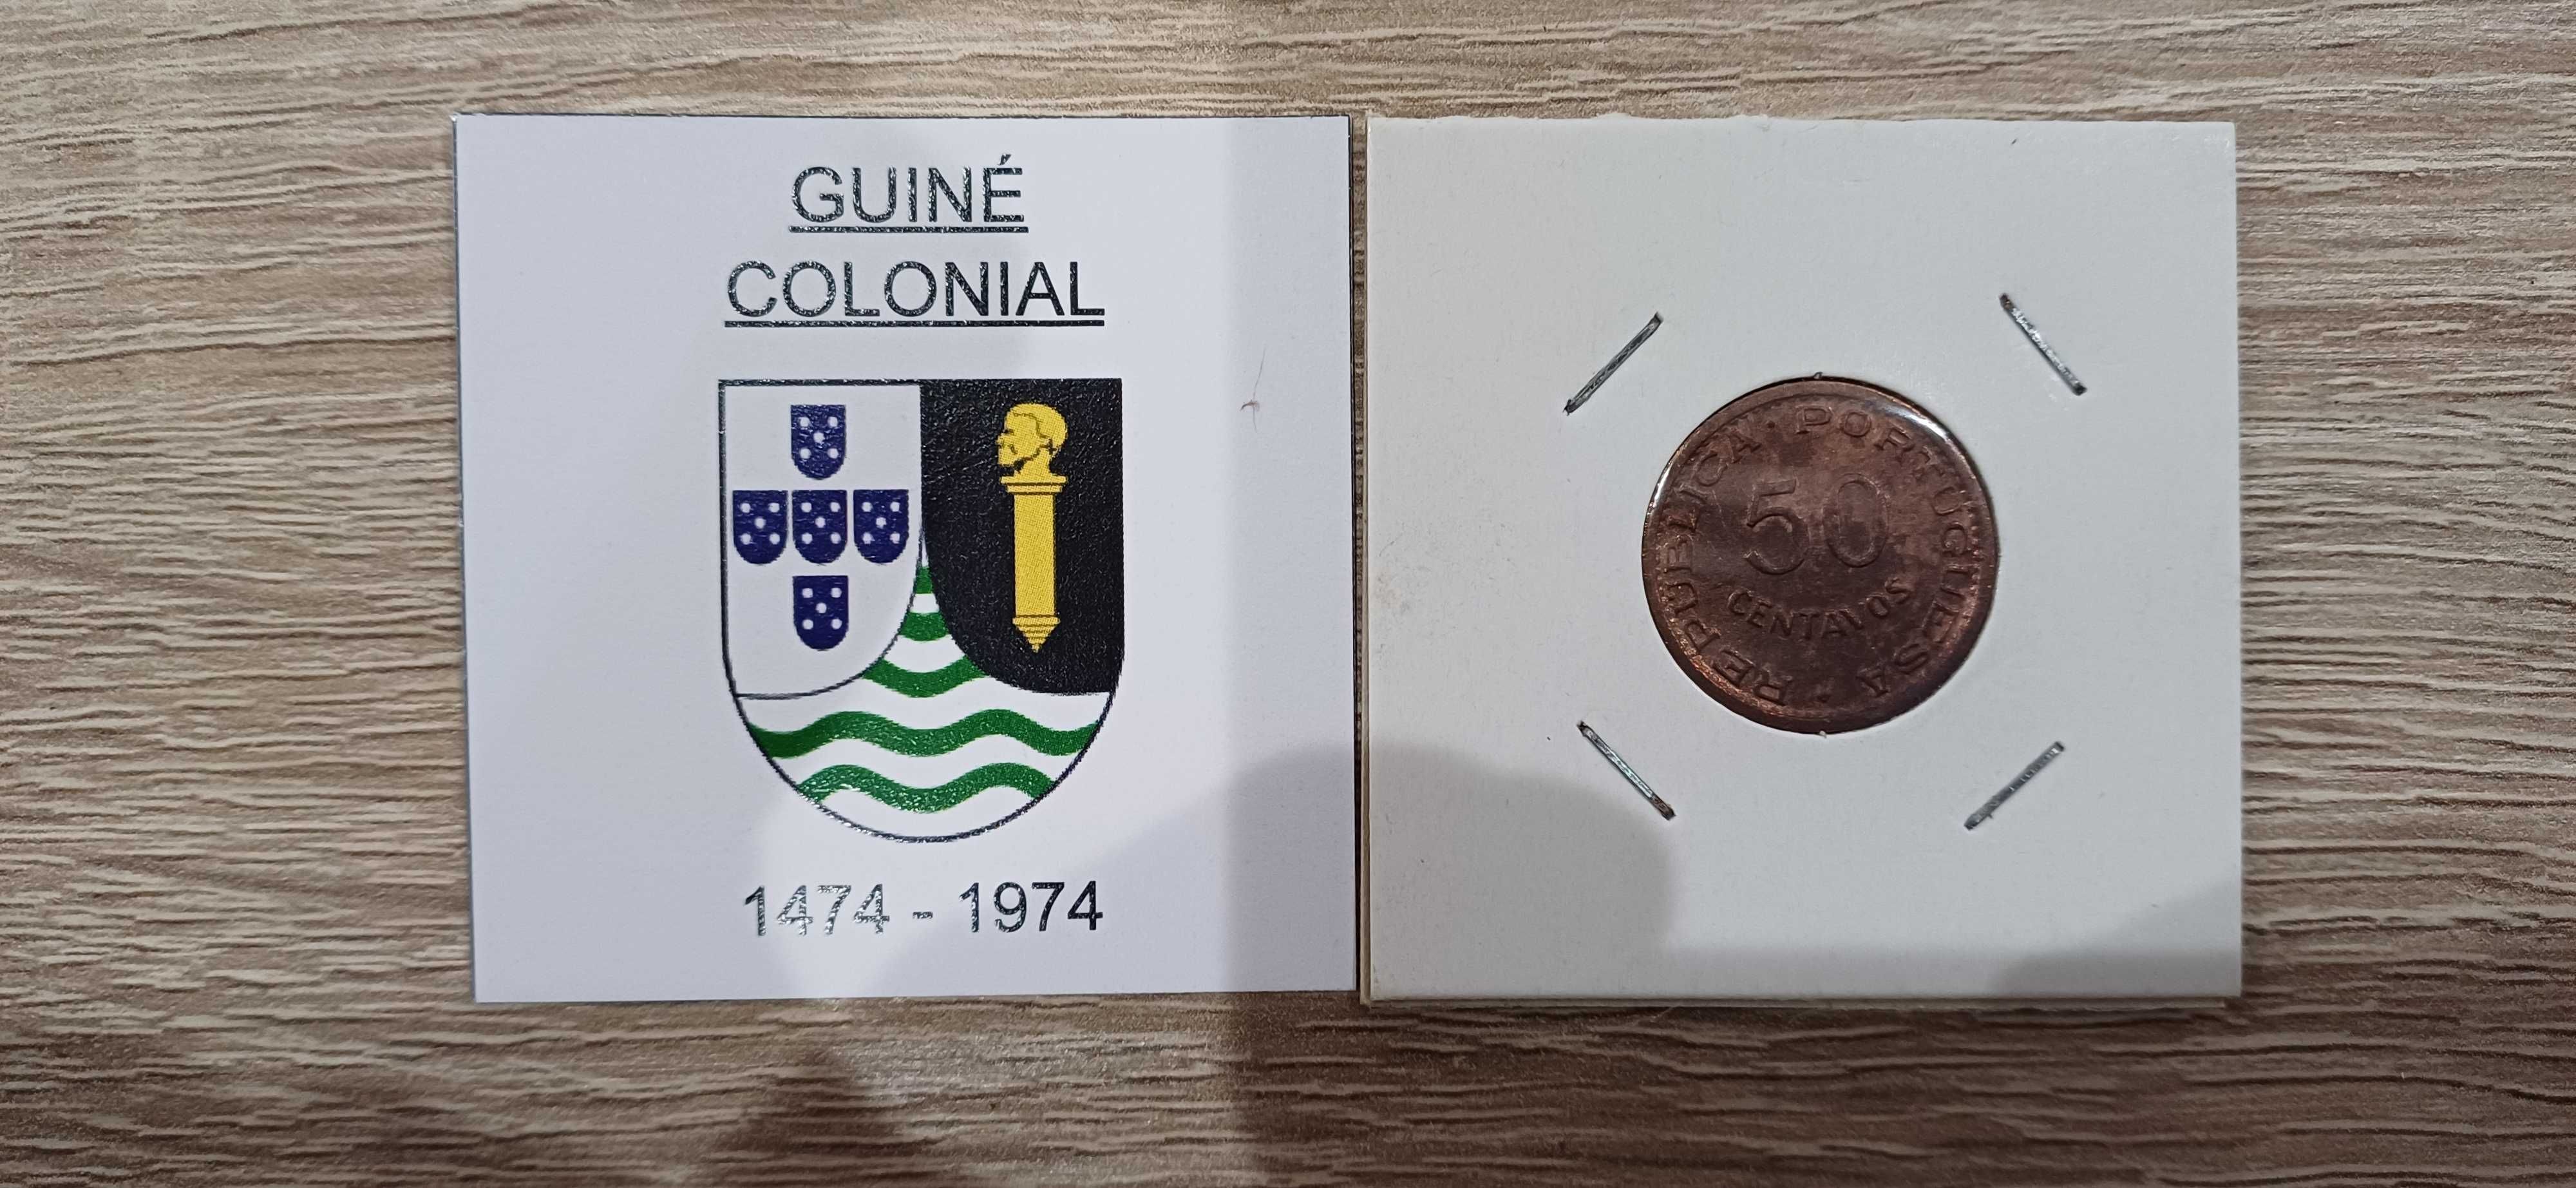 GUINÉ
COLONIAL
1474 - 1974
REPUBLICA · PORTUGUESA ·
50
CENTAVOS